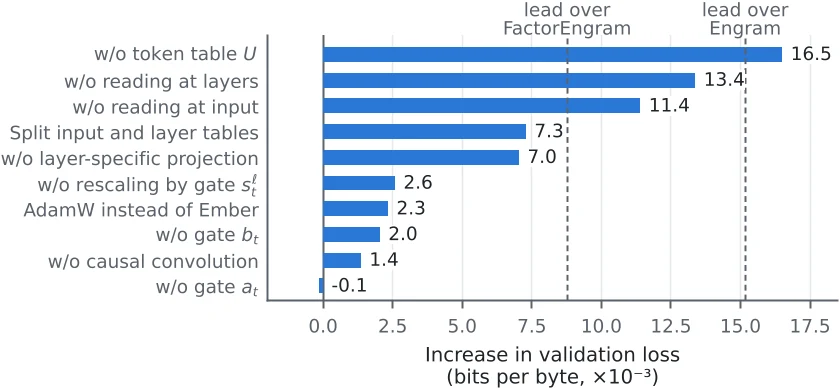 lead over
FactorEngram
lead over
Engram
w/o token table U 16.5
w/o reading at layers 13.4
w/o reading at input 11.4
Split input and layer tables 7.3
w/o layer-specific projection 7.0
w/o rescaling by gate sₜℓ 2.6
AdamW instead of Ember 2.3
w/o gate bₜ 2.0
w/o causal convolution 1.4
w/o gate aₜ -0.1
0.0 2.5 5.0 7.5 10.0 12.5 15.0 17.5
Increase in validation loss
(bits per byte, ×10⁻³)